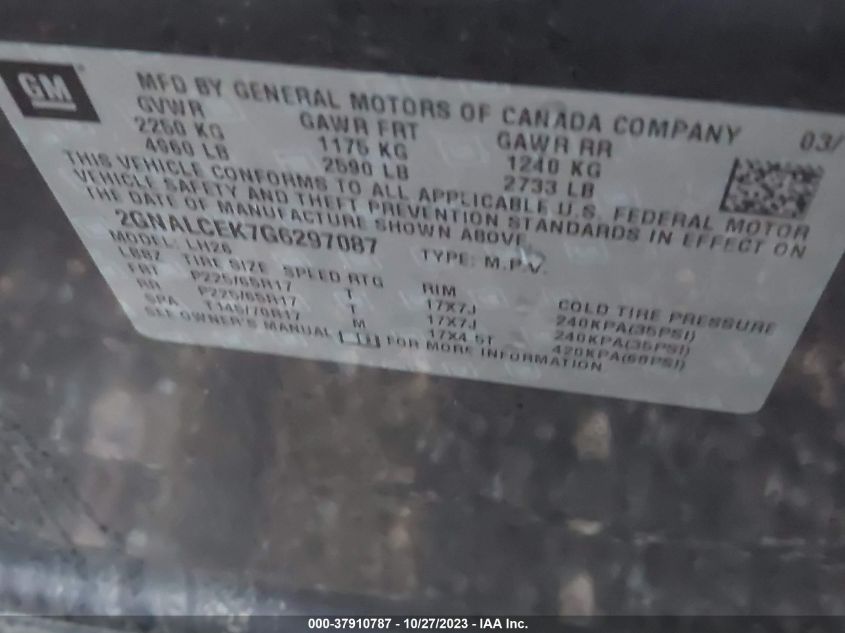 GM
MFD BY GENERAL MOTORS OF CANADA COMPANY 03/
GVWR GAWR FRT GAWR RR
2250 KG 1175 KG 1240 KG
4960 LB 2590 LB 2733 LB
THIS VEHICLE CONFORMS TO ALL APPLICABLE U.S. FEDERAL MOTOR
VEHICLE SAFETY AND THEFT PREVENTION STANDARDS IN EFFECT ON
THE DATE OF MANUFACTURE SHOWN ABOVE.
2GNALCEK7G6297087 TYPE: M.P.V.
MODEL: LH26
LBBZ TIRE SIZE SPEED RTG RIM COLD TIRE PRESSURE
FRT P225/65R17 T 17X7J 240KPA(35PSI)
RR P225/65R17 T 17X7J 240KPA(35PSI)
SPA T145/70R17 M 17X4.5T 420KPA(60PSI)
SEE OWNER'S MANUAL FOR MORE INFORMATION
000-37910787 - 10/27/2023 - IAA Inc.